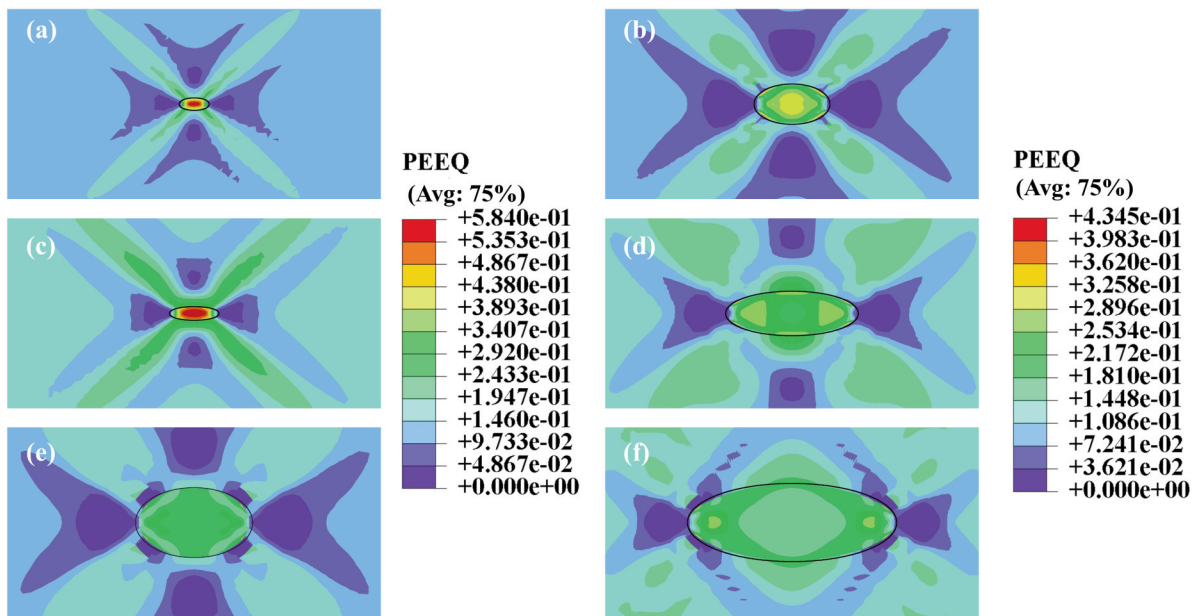 (a)
(b)
(c)
(d)
(e)
(f)
PEEQ
(Avg: 75%)
+5.840e-01
+5.353e-01
+4.867e-01
+4.380e-01
+3.893e-01
+3.407e-01
+2.920e-01
+2.433e-01
+1.947e-01
+1.460e-01
+9.733e-02
+4.867e-02
+0.000e+00
PEEQ
(Avg: 75%)
+4.345e-01
+3.983e-01
+3.620e-01
+3.258e-01
+2.896e-01
+2.534e-01
+2.172e-01
+1.810e-01
+1.448e-01
+1.086e-01
+7.241e-02
+3.621e-02
+0.000e+00